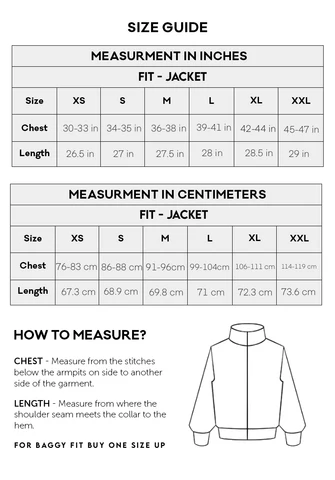 SIZE GUIDE
MEASURMENT IN INCHES
FIT - JACKET
Size XS S M L XL XXL
Chest 30-33 in 34-35 in 36-38 in 39-41 in 42-44 in 45-47 in
Length 26.5 in 27 in 27.5 in 28 in 28.5 in 29 in
MEASURMENT IN CENTIMETERS
FIT - JACKET
Size XS S M L XL XXL
Chest 76-83 cm 86-88 cm 91-96cm 99-104cm 106-111 cm 114-119 cm
Length 67.3 cm 68.9 cm 69.8 cm 71 cm 72.3 cm 73.6 cm
HOW TO MEASURE?
CHEST - Measure from the stitches
below the armpits on side to another
side of the garment.
LENGTH - Measure from where the
shoulder seam meets the collar to the
hem.
FOR BAGGY FIT BUY ONE SIZE UP